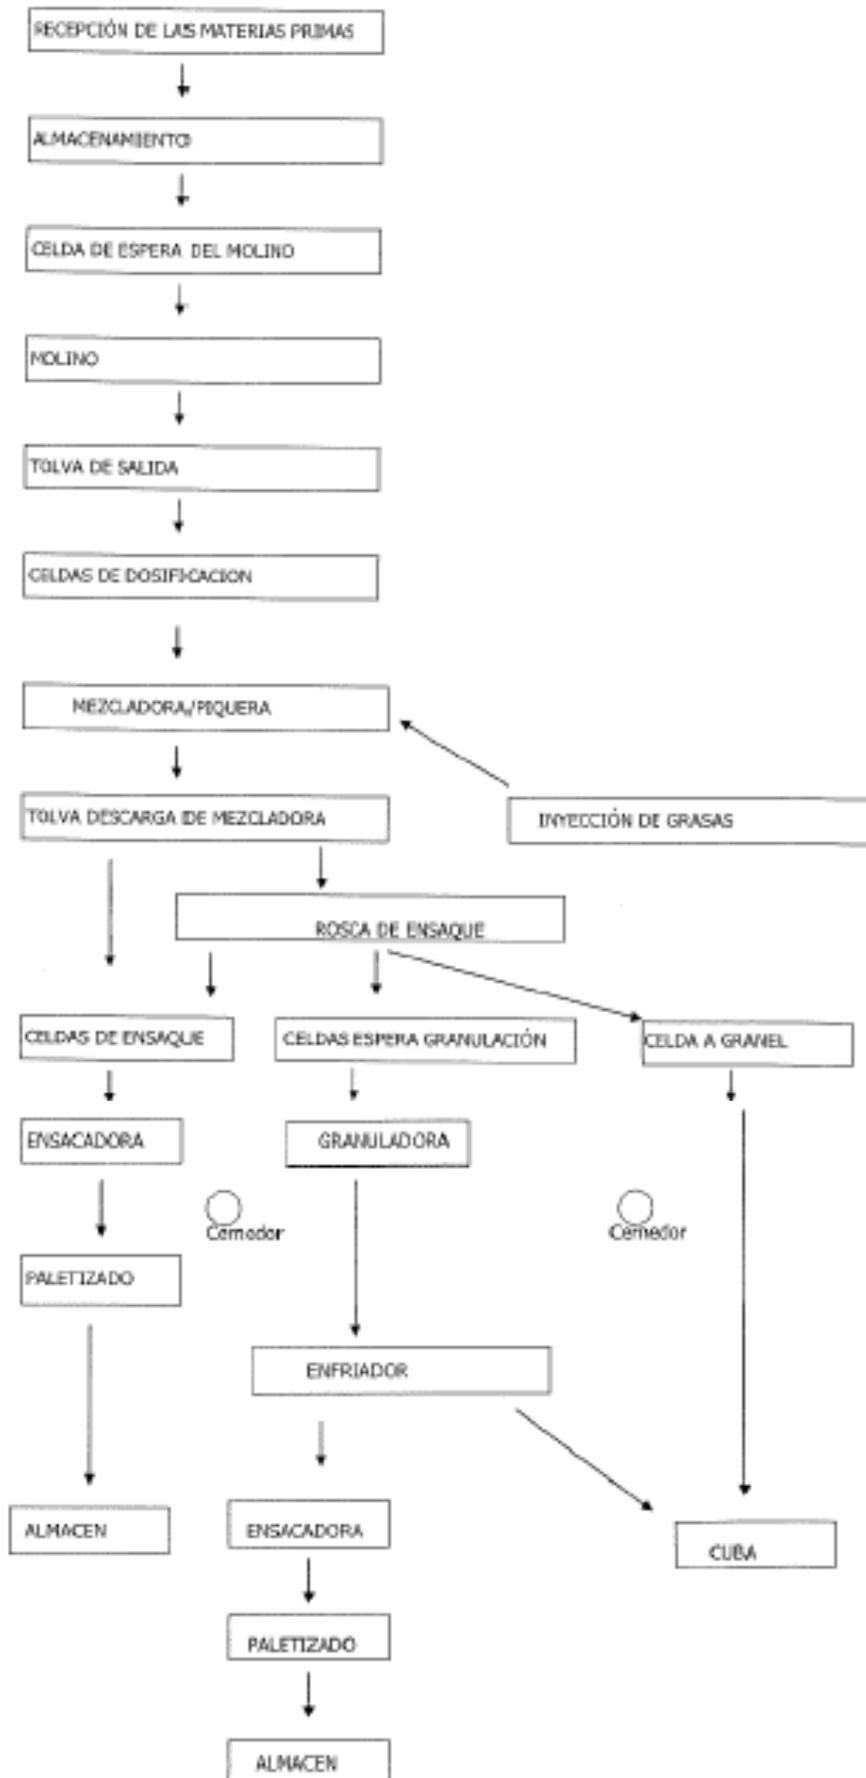 RECEPCIÓN DE LAS MATERIAS PRIMAS
ALMACENAMIENTO
CELDA DE ESPERA DEL MOLINO
MOLINO
TOLVA DE SALIDA
CELDAS DE DOSIFICACION
MEZCLADORA/PIQUERA
TOLVA DESCARGA DE MEZCLADORA
INYECCIÓN DE GRASAS
ROSCA DE ENSAQUE
CELDAS DE ENSAQUE
CELDAS ESPERA GRANULACIÓN
CELDA A GRANEL
ENSACADORA
GRANULADORA
Cernedor
Cernedor
PALETIZADO
ENFRIADOR
ALMACEN
ENSACADORA
CUBA
PALETIZADO
ALMACEN